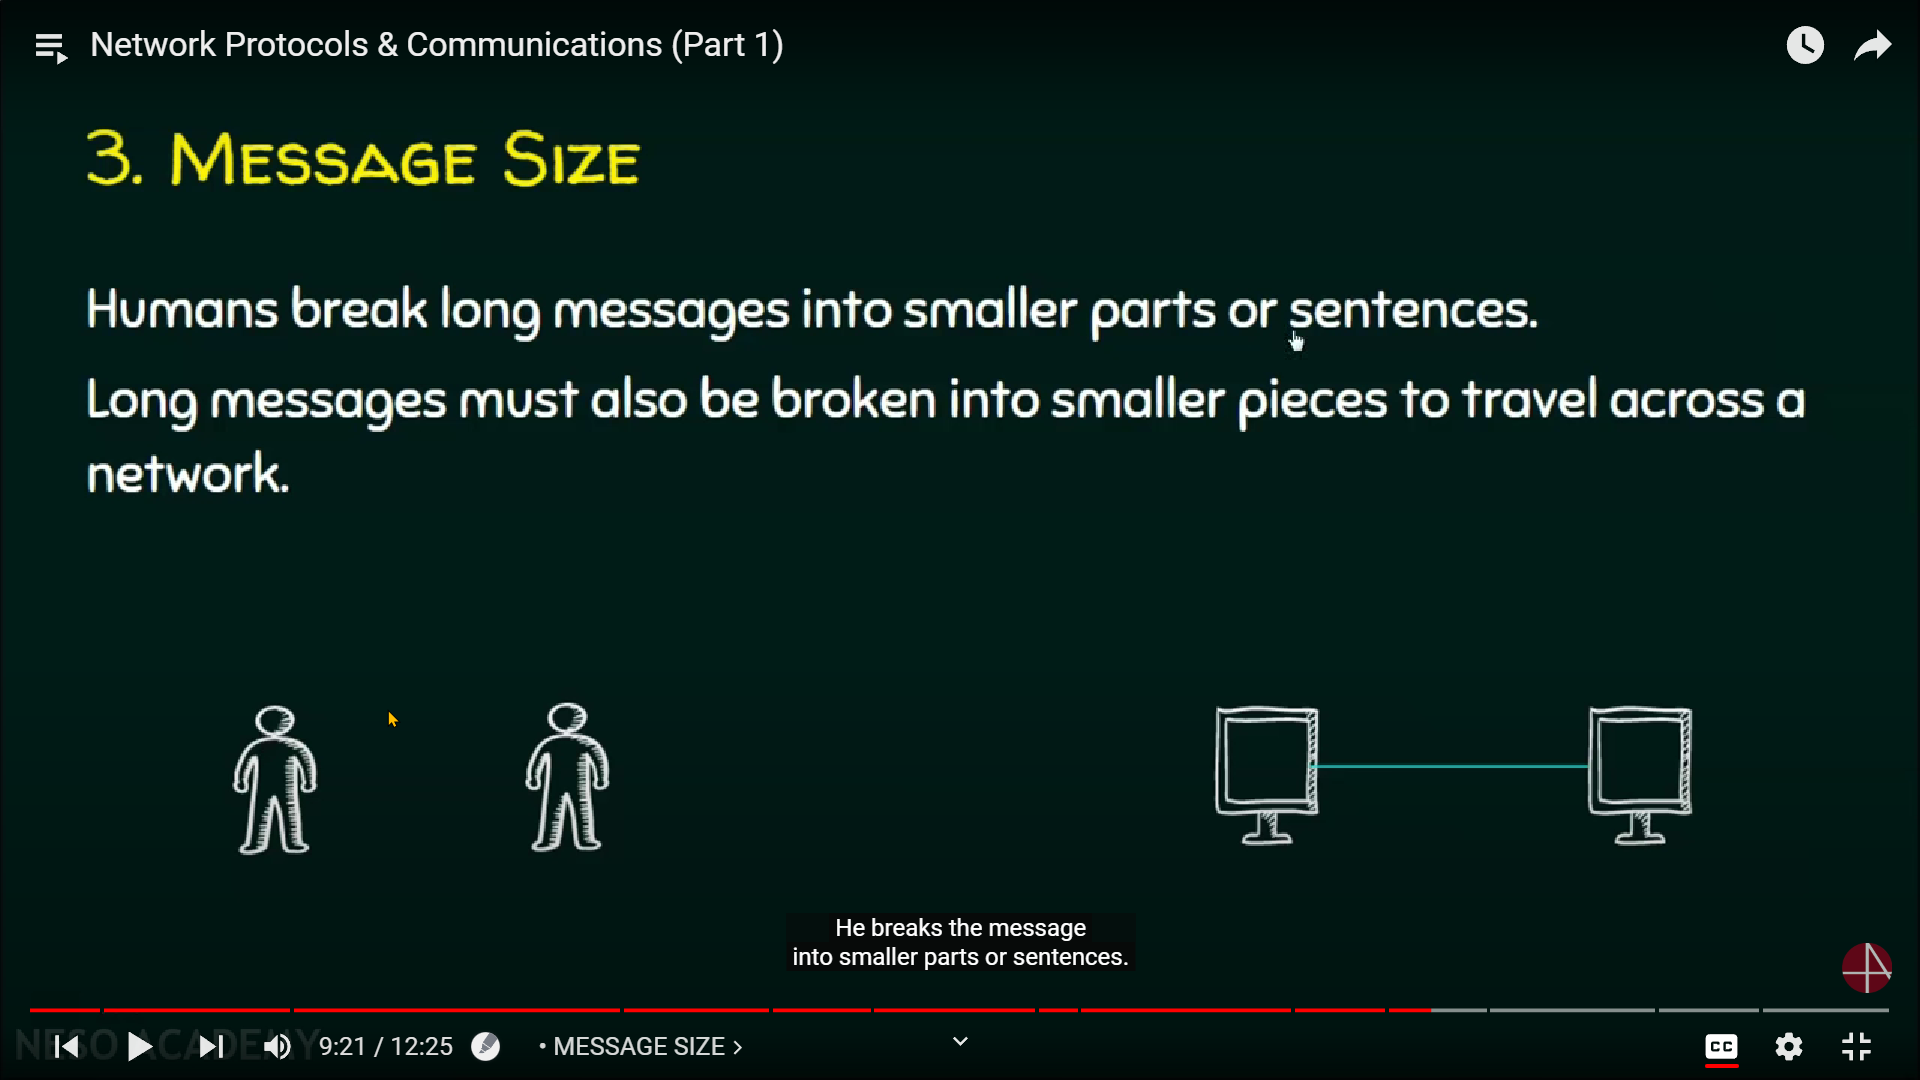 Network Protocols & Communications (Part 1)
3. Message Size
Humans break long messages into smaller parts or sentences.
Long messages must also be broken into smaller pieces to travel across a
network.
He breaks the message
into smaller parts or sentences.
NESO ACADEMY
9:21 / 12:25 • MESSAGE SIZE >
CC